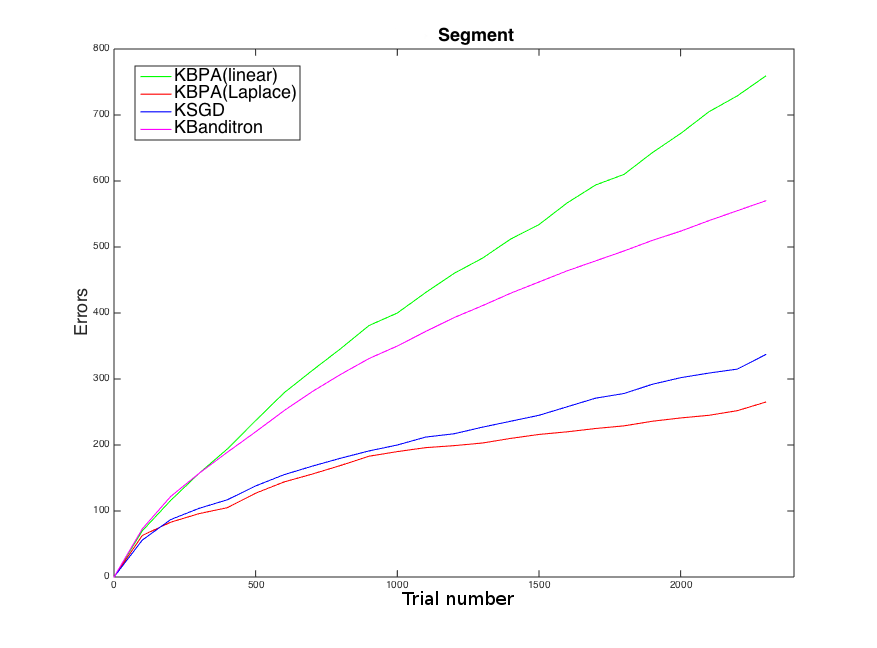 Segment
800
700
600
500
400
300
200
100
0
Errors
KBPA(linear)
KBPA(Laplace)
KSGD
KBanditron
0 500 1000 1500 2000
Trial number